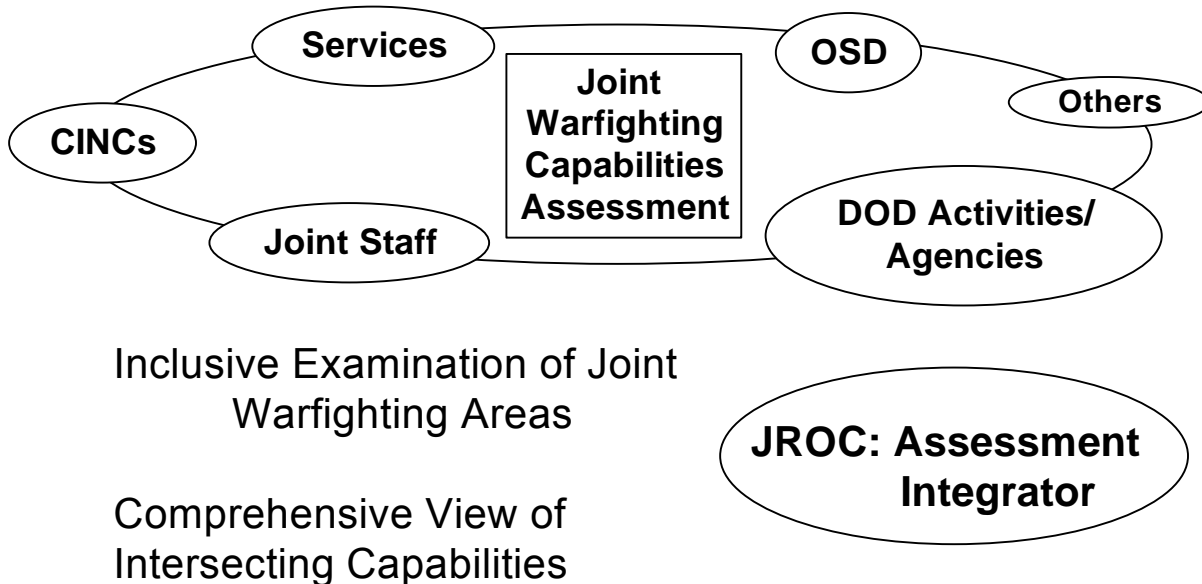 Services
OSD
Others
CINCs
Joint
Warfighting
Capabilities
Assessment
Joint Staff
DOD Activities/
Agencies
Inclusive Examination of Joint
Warfighting Areas
JROC: Assessment
Integrator
Comprehensive View of
Intersecting Capabilities